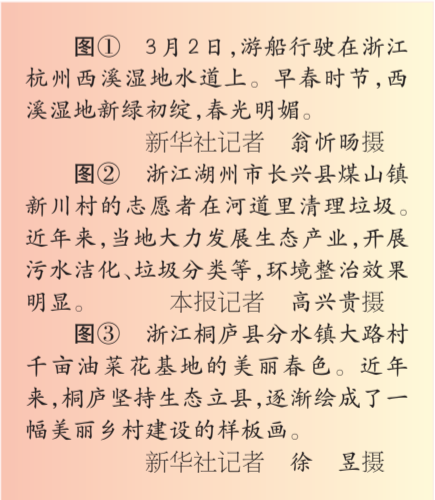 图① 3月2日,游船行驶在浙江
杭州西溪湿地水道上。早春时节,西
溪湿地新绿初绽,春光明媚。
新华社记者 翁忻旸摄
图② 浙江湖州市长兴县煤山镇
新川村的志愿者在河道里清理垃圾。
近年来,当地大力发展生态产业,开展
污水洁化、垃圾分类等,环境整治效果
明显。 本报记者 高兴贵摄
图③ 浙江桐庐县分水镇大路村
千亩油菜花基地的美丽春色。近年
来,桐庐坚持生态立县,逐渐绘成了一
幅美丽乡村建设的样板画。
新华社记者 徐 昱摄